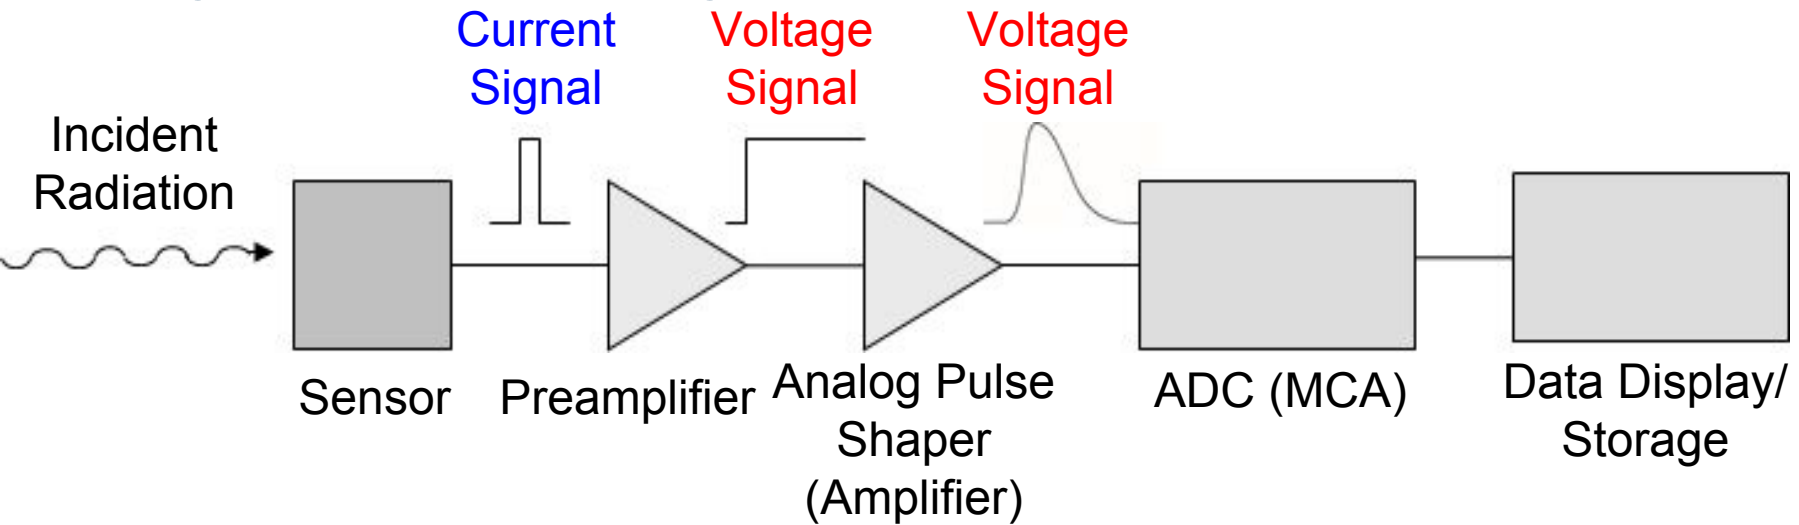 Current
Signal
Voltage
Signal
Voltage
Signal
Incident
Radiation
Sensor
Preamplifier
Analog Pulse
Shaper
(Amplifier)
ADC (MCA)
Data Display/
Storage